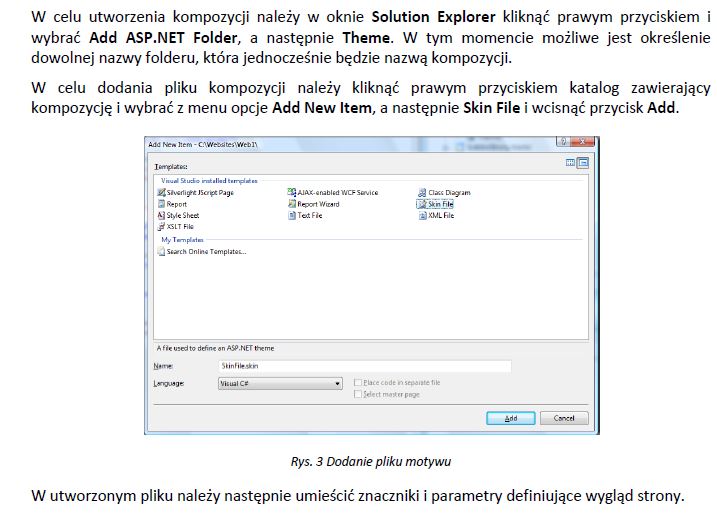 W celu utworzenia kompozycji należy w oknie Solution Explorer kliknąć prawym przyciskiem i
wybrać Add ASP.NET Folder, a następnie Theme. W tym momencie możliwe jest określenie
dowolnej nazwy folderu, która jednocześnie będzie nazwą kompozycji.
W celu dodania pliku kompozycji należy kliknąć prawym przyciskiem katalog zawierający
kompozycję i wybrać z menu opcje Add New Item, a następnie Skin File i wcisnąć przycisk Add.
Add New Item - C:\Websites\Web1\
Templates:
Visual Studio installed templates
Silverlight JScript Page AJAX-enabled WCF Service Class Diagram
Report Report Wizard Skin File
Style Sheet Text File XML File
XSLT File
My Templates
Search Online Templates...
A file used to define an ASP.NET theme
Name: SkinFile.skin
Language: Visual C# Place code in separate file
Select master page
Add Cancel
Rys. 3 Dodanie pliku motywu
W utworzonym pliku należy następnie umieścić znaczniki i parametry definiujące wygląd strony.